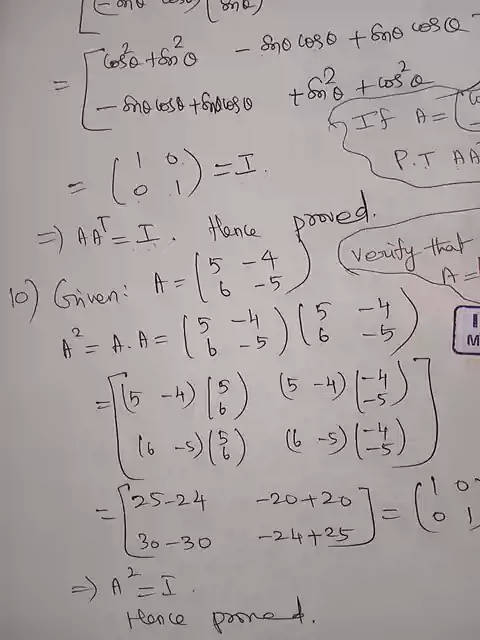 = [cos²θ + sin²θ   - sinθ cosθ + sinθ cosθ
- sinθ cosθ + sinθ cosθ   + sin²θ + cos²θ
If A =
P.T AA
= (1 0
0 1) = I.
=) AAᵀ = I. Hence proved.
verify that
A =
10) Given: A = (5 -4
6 -5)
A² = A.A = (5 -4
6 -5) (5 -4
6 -5)
= [(5 -4) (5
6)   (5 -4) (-4
-5)
(6 -5) (5
6)   (6 -5) (-4
-5)]
= [25-24   -20+20
30-30   -24+25] = (1 0
0 1
=) A² = I.
Hence proved.